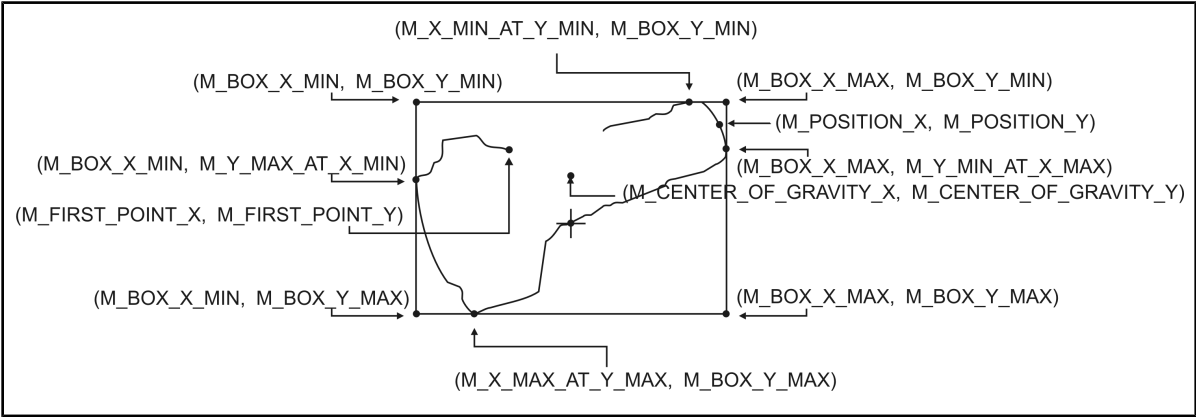 (M_X_MIN_AT_Y_MIN, M_BOX_Y_MIN)
(M_BOX_X_MIN, M_BOX_Y_MIN)
(M_BOX_X_MAX, M_BOX_Y_MIN)
(M_POSITION_X, M_POSITION_Y)
(M_BOX_X_MIN, M_Y_MAX_AT_X_MIN)
(M_BOX_X_MAX, M_Y_MIN_AT_X_MAX)
(M_CENTER_OF_GRAVITY_X, M_CENTER_OF_GRAVITY_Y)
(M_FIRST_POINT_X, M_FIRST_POINT_Y)
(M_BOX_X_MIN, M_BOX_Y_MAX)
(M_BOX_X_MAX, M_BOX_Y_MAX)
(M_X_MAX_AT_Y_MAX, M_BOX_Y_MAX)